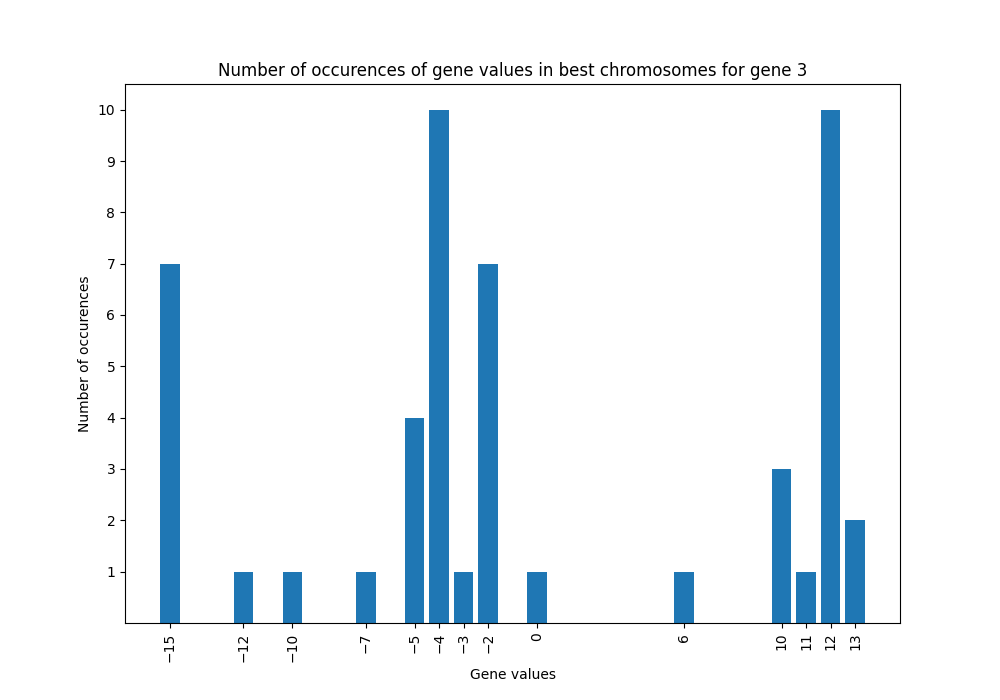 Number of occurences of gene values in best chromosomes for gene 3
10
9
8
7
6
5
4
3
2
1
Number of occurences
−15 −12 −10 −7 −5 −4 −3 −2 0 6 10 11 12 13
Gene values